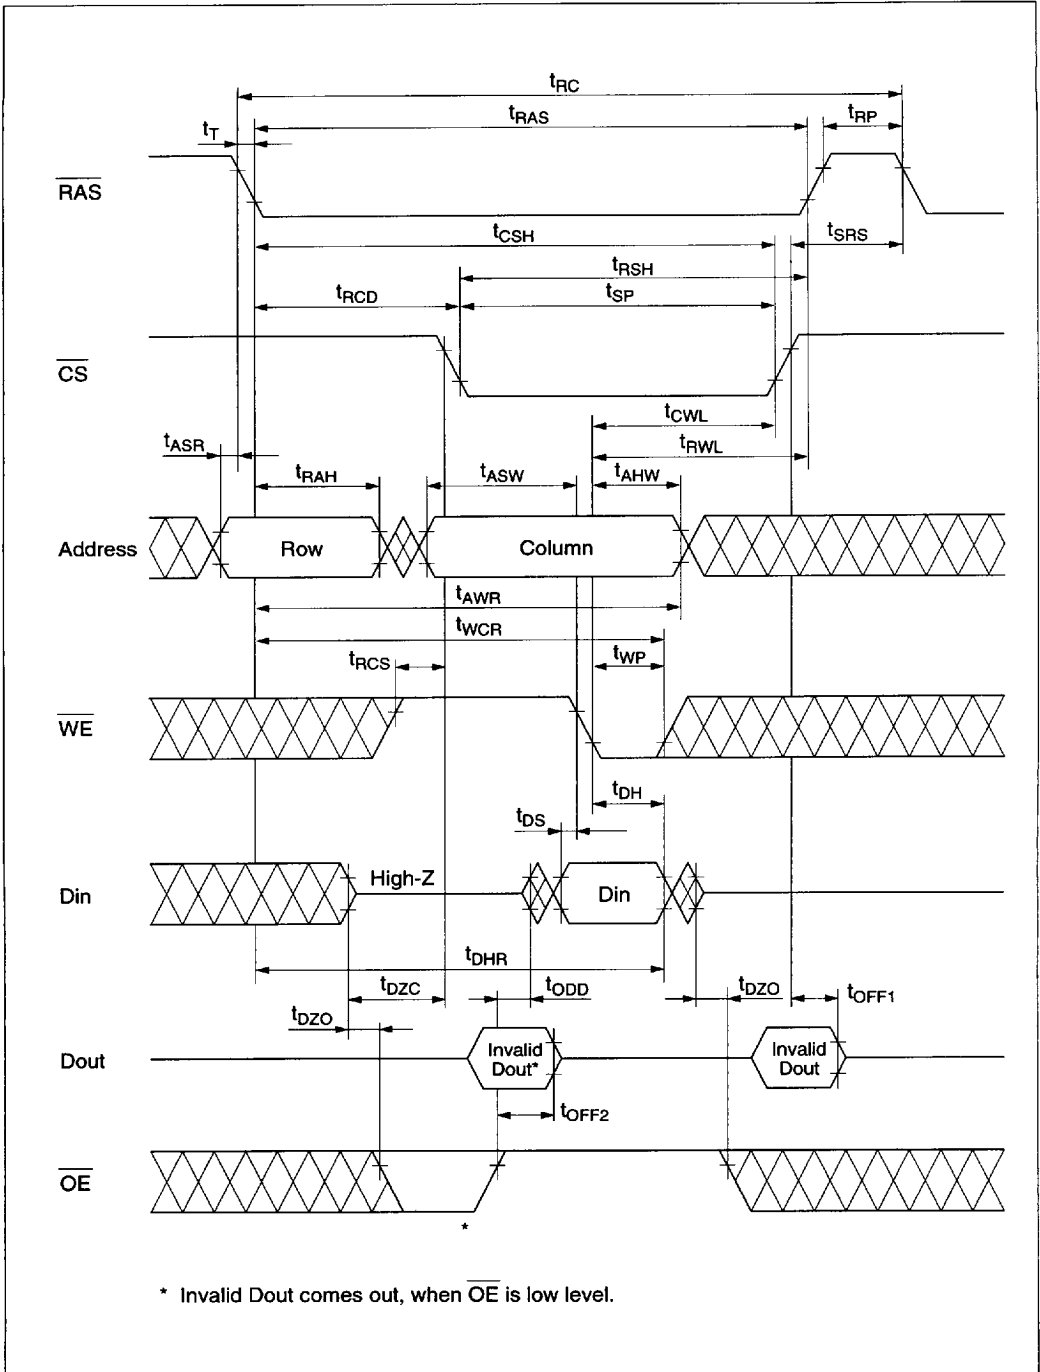 tRC
tRAS
tRP
tT
RAS
tCSH
tSRS
tRSH
tRCD
tSP
CS
tCWL
tASR
tRWL
tRAH
tASW
tAHW
Address
Row
Column
tAWR
tWCR
tRCS
tWP
WE
tDH
tDS
High-Z
Din
Din
tDHR
tDZC
tODD
tDZO
tOFF1
tDZO
Dout
Invalid
Dout*
Invalid
Dout
tOFF2
OE
*
* Invalid Dout comes out, when OE is low level.